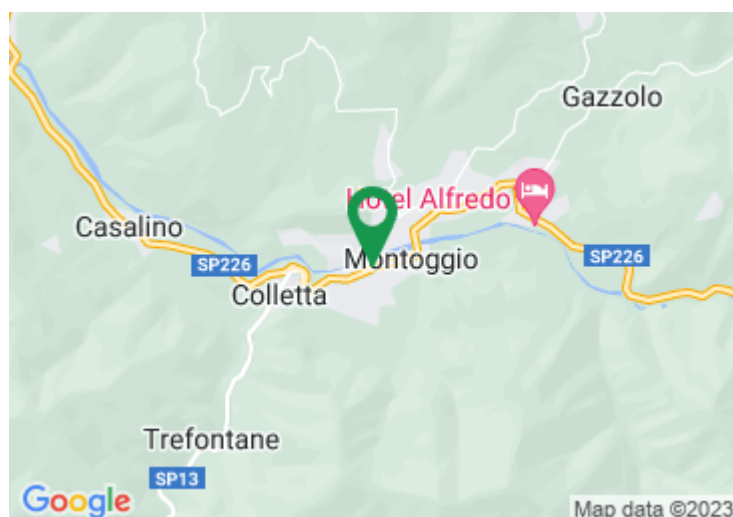 Gazzolo
Hotel Alfredo
Casalino
SP226
Montoggio
SP226
Colletta
Trefontane
SP13
Google
Map data ©2023